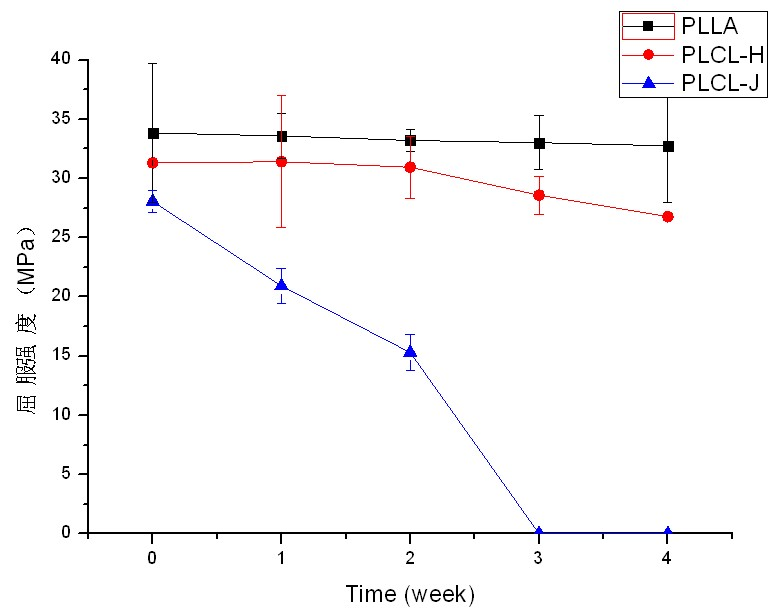 PLLA
PLCL-H
PLCL-J
40
35
30
25
20
15
10
5
0
屈服强度（MPa）
0 1 2 3 4
Time (week)